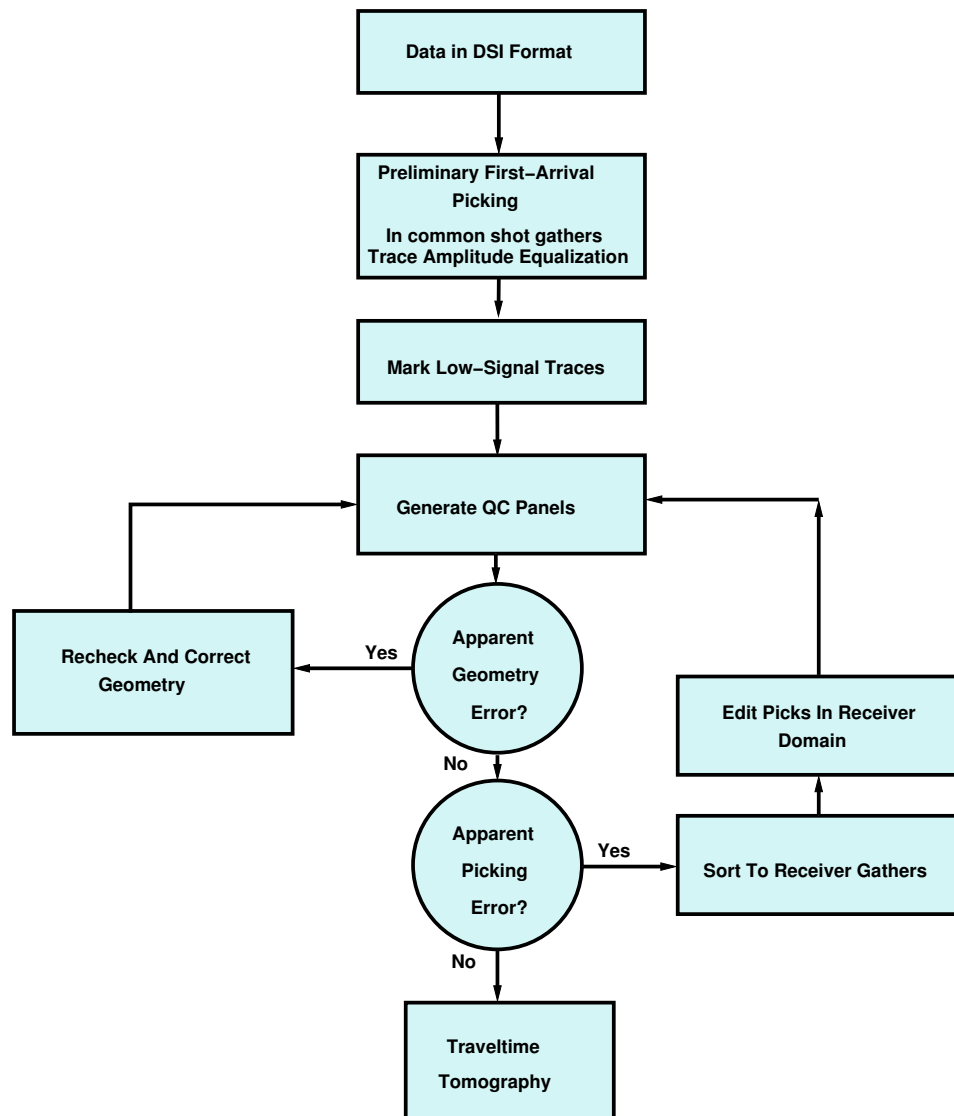 Data in DSI Format
Preliminary First−Arrival
Picking
In common shot gathers
Trace Amplitude Equalization
Mark Low−Signal Traces
Generate QC Panels
Apparent
Geometry
Error?
Yes
Recheck And Correct
Geometry
No
Apparent
Picking
Error?
Yes
Sort To Receiver Gathers
Edit Picks In Receiver
Domain
No
Traveltime
Tomography